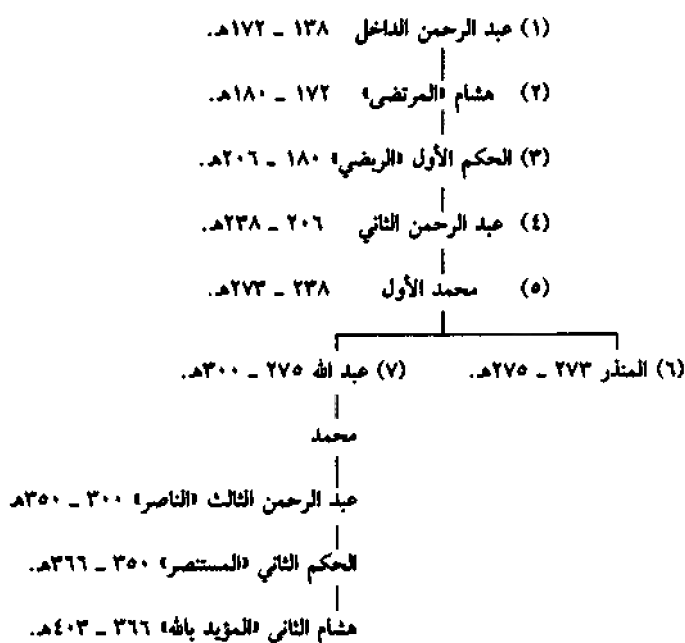 (١) عبد الرحمن الداخل ١٣٨ ـ ١٧٢هـ.
(٢) هشام «المرتضى» ١٧٢ ـ ١٨٠هـ.
(٣) الحكم الأول «الربضي» ١٨٠ ـ ٢٠٦هـ.
(٤) عبد الرحمن الثاني ٢٠٦ ـ ٢٣٨هـ.
(٥) محمد الأول ٢٣٨ ـ ٢٧٣هـ.
(٦) المنذر ٢٧٣ ـ ٢٧٥هـ. (٧) عبد الله ٢٧٥ ـ ٣٠٠هـ.
محمد
عبد الرحمن الثالث «الناصر» ٣٠٠ ـ ٣٥٠هـ
الحكم الثاني «المستنصر» ٣٥٠ ـ ٣٦٦هـ.
هشام الثاني «المؤيد بالله» ٣٦٦ ـ ٤٠٣هـ.